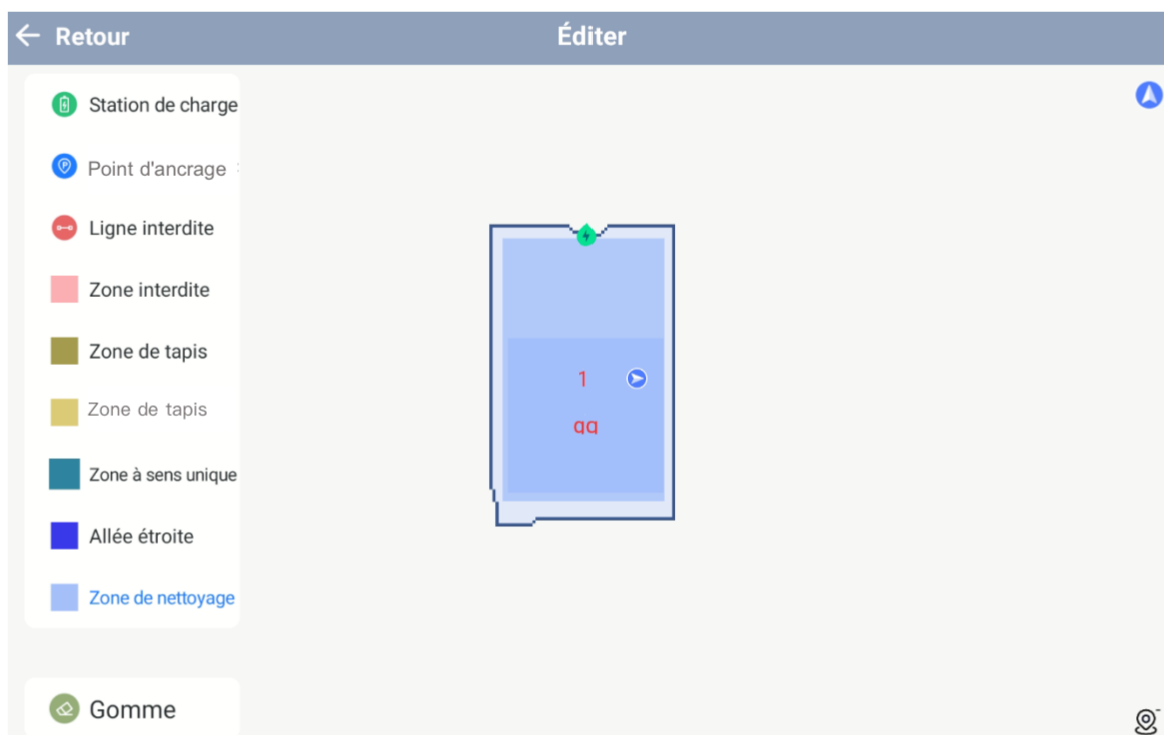 Retour
Éditer
Station de charge
Point d'ancrage :
Ligne interdite
Zone interdite
Zone de tapis
Zone de tapis
Zone à sens unique
Allée étroite
Zone de nettoyage
Gomme
1
qq